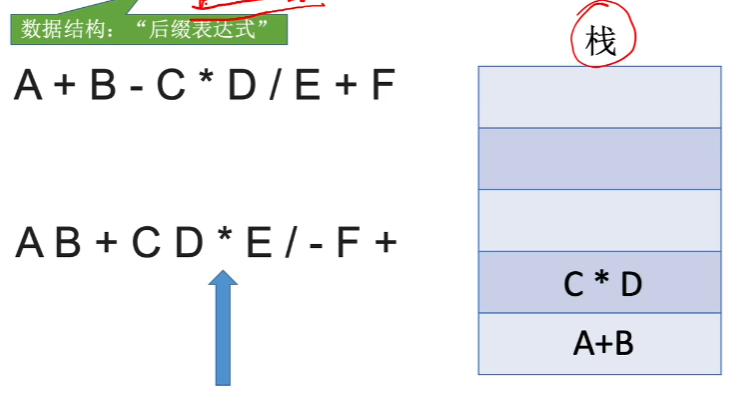 数据结构：“后缀表达式”
栈
A + B - C * D / E + F
A B + C D * E / - F +
C * D
A+B